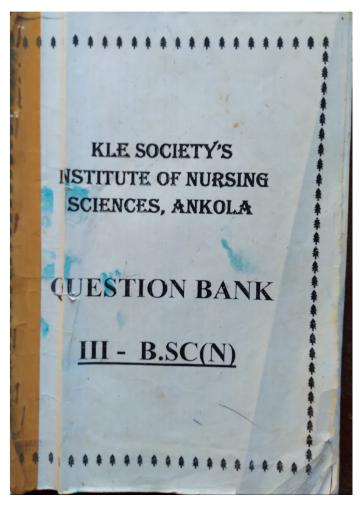 KLE SOCIETY'S
NSTITUTE OF NURSING
SCIENCES, ANKOLA
QUESTION BANK
III - B.SC(N)